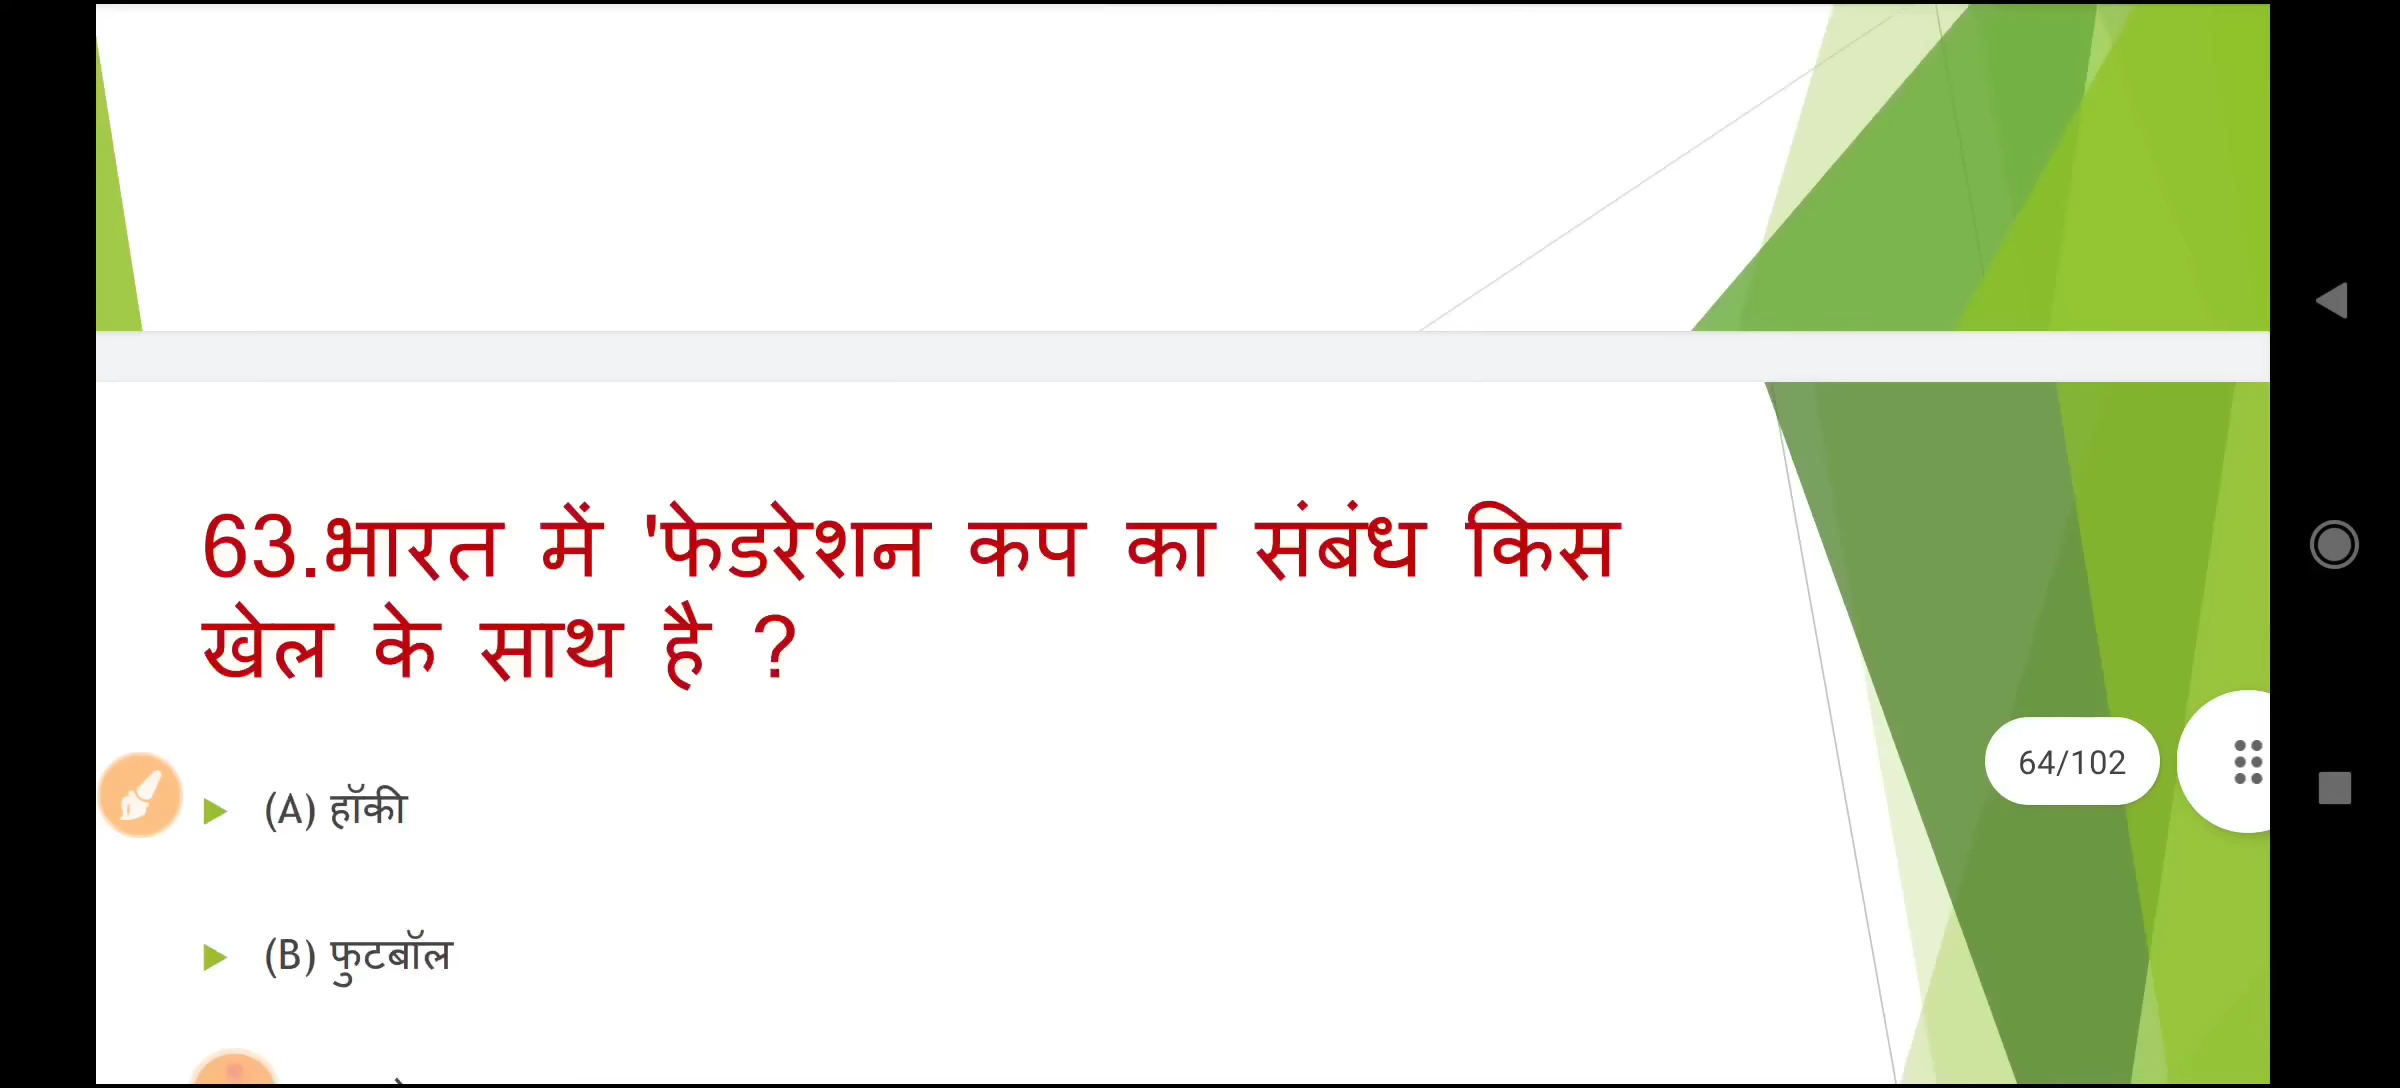 63.भारत में 'फेडरेशन कप का संबंध किस
खेल के साथ है ?
(A) हॉकी
64/102
(B) फुटबॉल